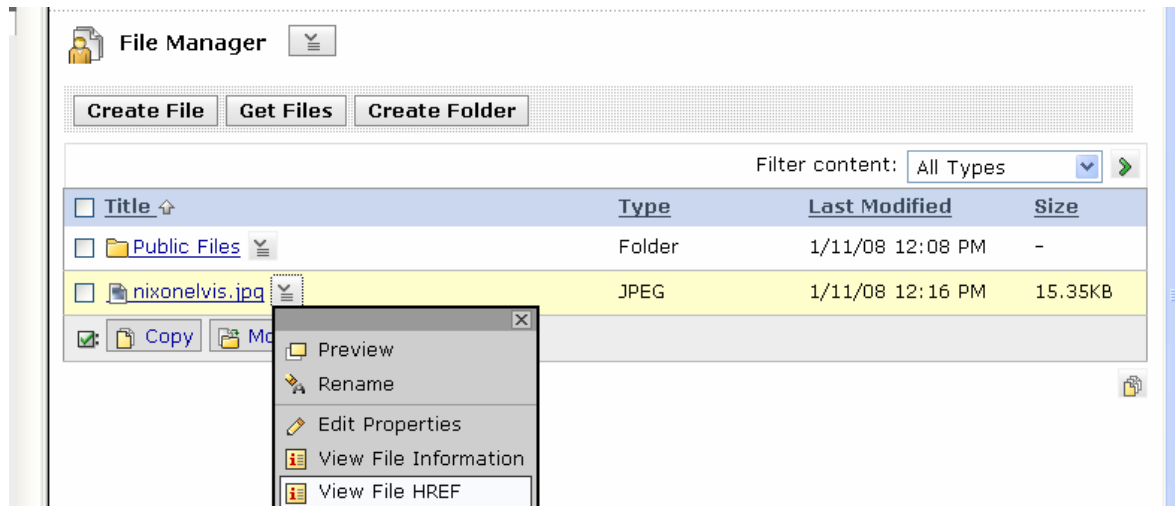 File Manager
Create File Get Files Create Folder
Filter content: All Types
Title Type Last Modified Size
Public Files Folder 1/11/08 12:08 PM -
nixonelvis.jpg JPEG 1/11/08 12:16 PM 15.35KB
Copy
Preview
Rename
Edit Properties
View File Information
View File HREF